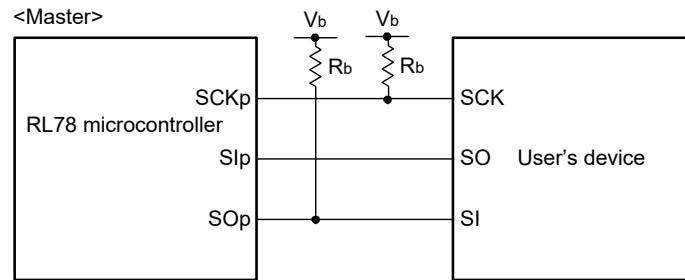 <Master>
Vb Vb
Rb Rb
SCKp SCK
RL78 microcontroller
SIp SO User's device
SOp SI